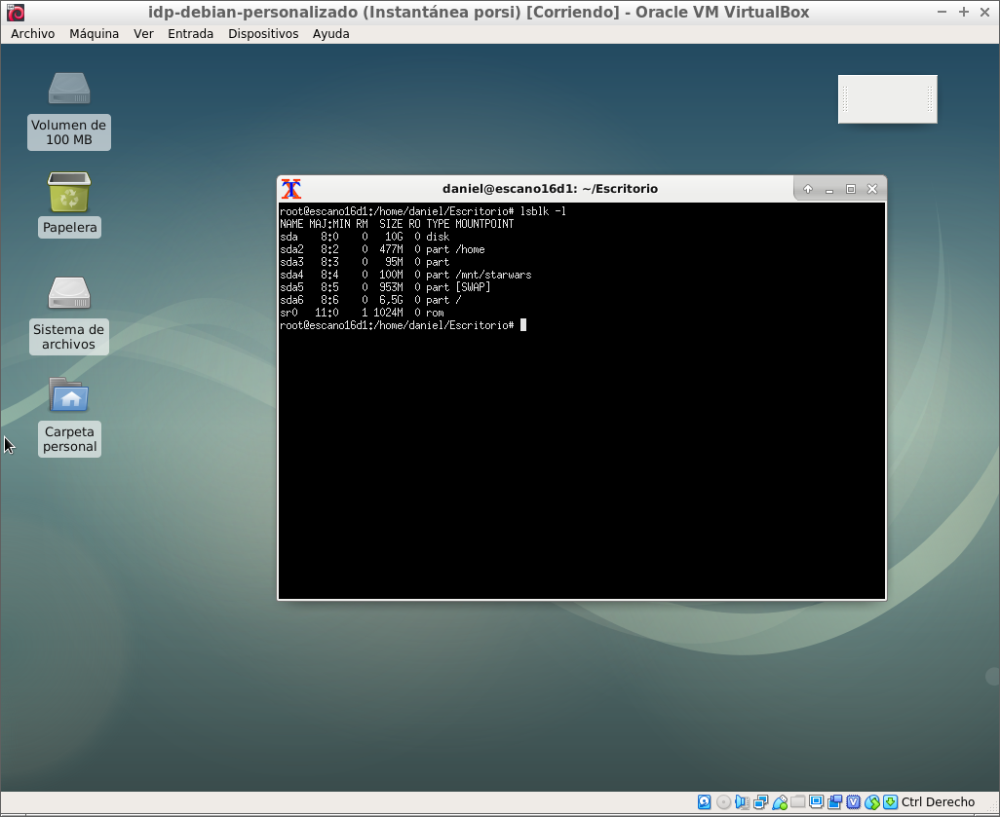 idp-debian-personalizado (Instantánea porsi) [Corriendo] - Oracle VM VirtualBox
Archivo Máquina Ver Entrada Dispositivos Ayuda
Volumen de
100 MB
Papelera
Sistema de
archivos
Carpeta
personal
daniel@escano16d1: ~/Escritorio
root@escano16d1:/home/daniel/Escritorio# lsblk -l
NAME MAJ:MIN RM SIZE RO TYPE MOUNTPOINT
sda 8:0 0 10G 0 disk
sda2 8:2 0 477M 0 part /home
sda3 8:3 0 95M 0 part
sda4 8:4 0 100M 0 part /mnt/starwars
sda5 8:5 0 953M 0 part [SWAP]
sda6 8:6 0 6,5G 0 part /
sr0 11:0 1 1024M 0 rom
root@escano16d1:/home/daniel/Escritorio#
Ctrl Derecho